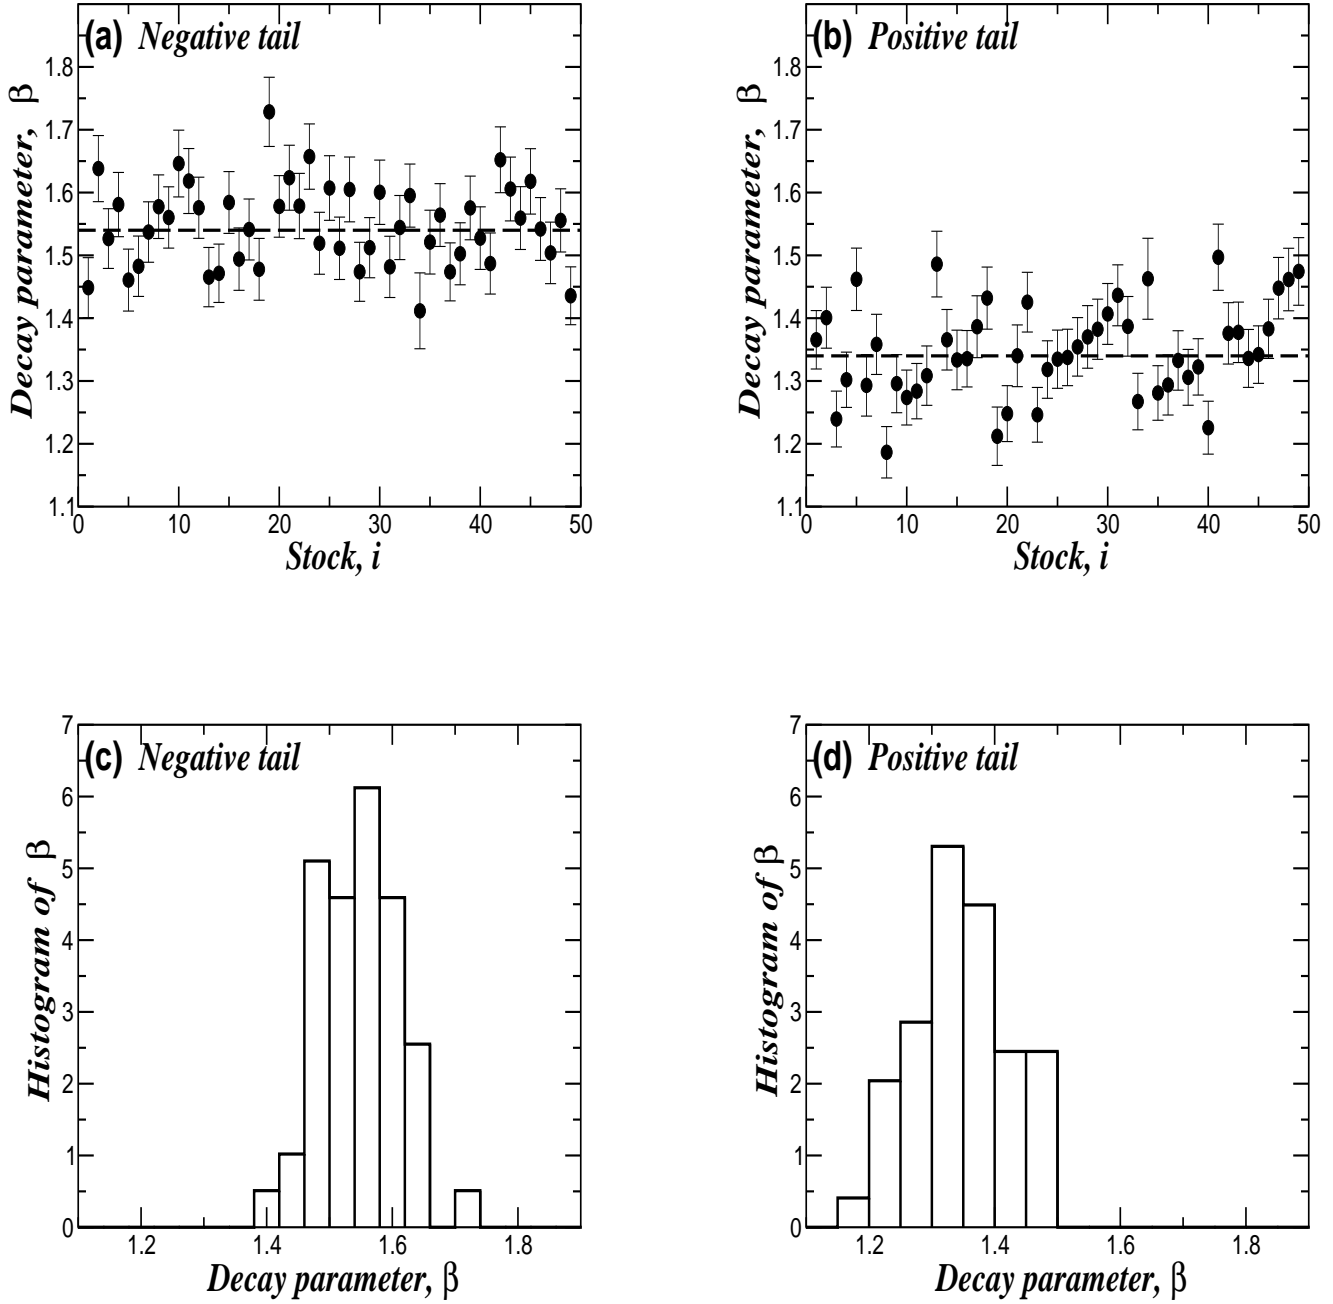 (a) Negative tail
Decay parameter, β
1.8
1.7
1.6
1.5
1.4
1.3
1.2
1.1
0 10 20 30 40 50
Stock, i
(b) Positive tail
Decay parameter, β
1.8
1.7
1.6
1.5
1.4
1.3
1.2
1.1
0 10 20 30 40 50
Stock, i
(c) Negative tail
Histogram of β
7
6
5
4
3
2
1
0
1.2 1.4 1.6 1.8
Decay parameter, β
(d) Positive tail
Histogram of β
7
6
5
4
3
2
1
0
1.2 1.4 1.6 1.8
Decay parameter, β